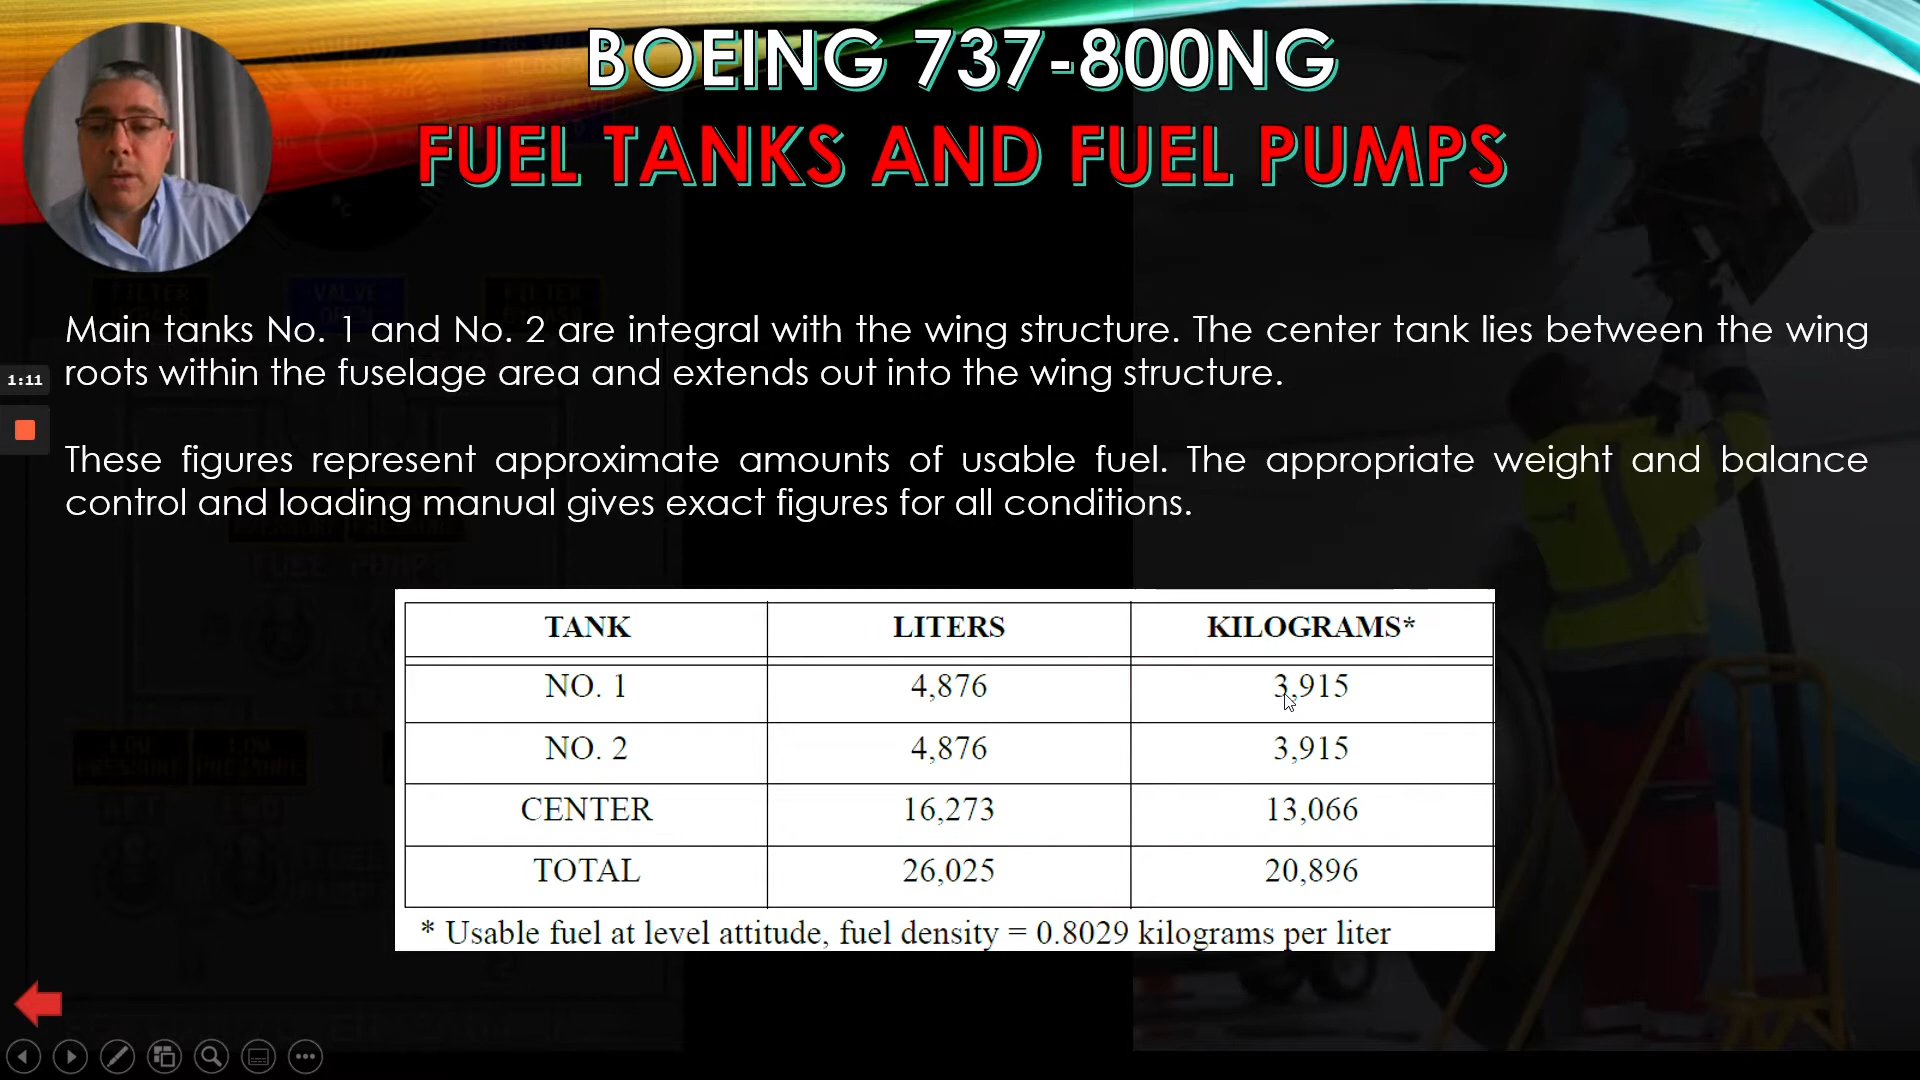 BOEING 737-800NG
FUEL TANKS AND FUEL PUMPS
Main tanks No. 1 and No. 2 are integral with the wing structure. The center tank lies between the wing
roots within the fuselage area and extends out into the wing structure.
1:11
These figures represent approximate amounts of usable fuel. The appropriate weight and balance
control and loading manual gives exact figures for all conditions.
TANK LITERS KILOGRAMS*
NO. 1 4,876 3,915
NO. 2 4,876 3,915
CENTER 16,273 13,066
TOTAL 26,025 20,896
* Usable fuel at level attitude, fuel density = 0.8029 kilograms per liter